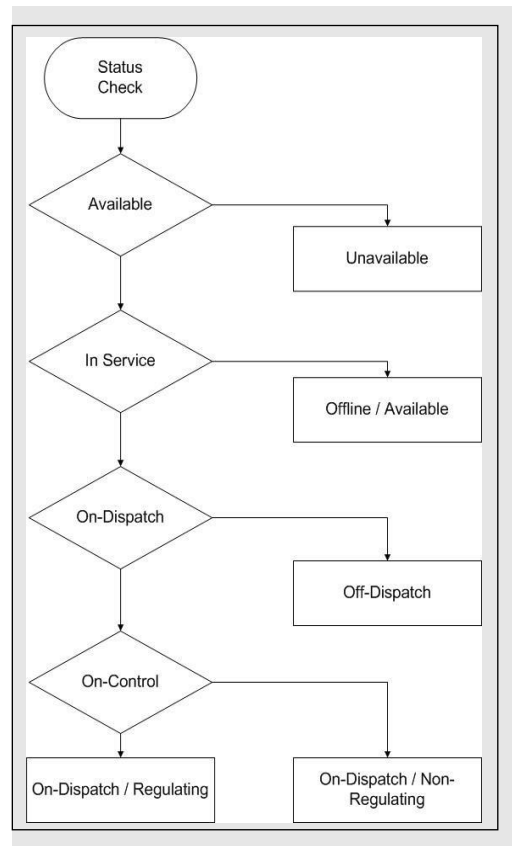 Status
Check
Available
Unavailable
In Service
Offline / Available
On-Dispatch
Off-Dispatch
On-Control
On-Dispatch / Regulating
On-Dispatch / Non-
Regulating